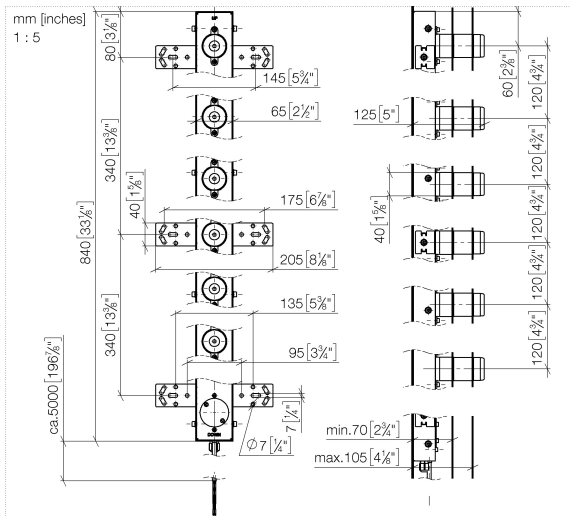 mm [inches]
1 : 5
80 [3⅛"]
UP
145 [5¾"]
65 [2½"]
340 [13⅜"]
175 [6⅞"]
40 [1⅝"]
840 [33⅛"]
205 [8⅛"]
135 [5⅜"]
340 [13⅜"]
95 [3¾"]
ca.5000 [196⅞"]
7 [¼"]
DOWN
Ø 7 [¼"]
60 [2⅜"]
120 [4¾"]
125 [5"]
120 [4¾"]
40 [1⅝"]
120 [4¾"]
120 [4¾"]
120 [4¾"]
min.70 [2¾"]
max.105 [4⅛"]